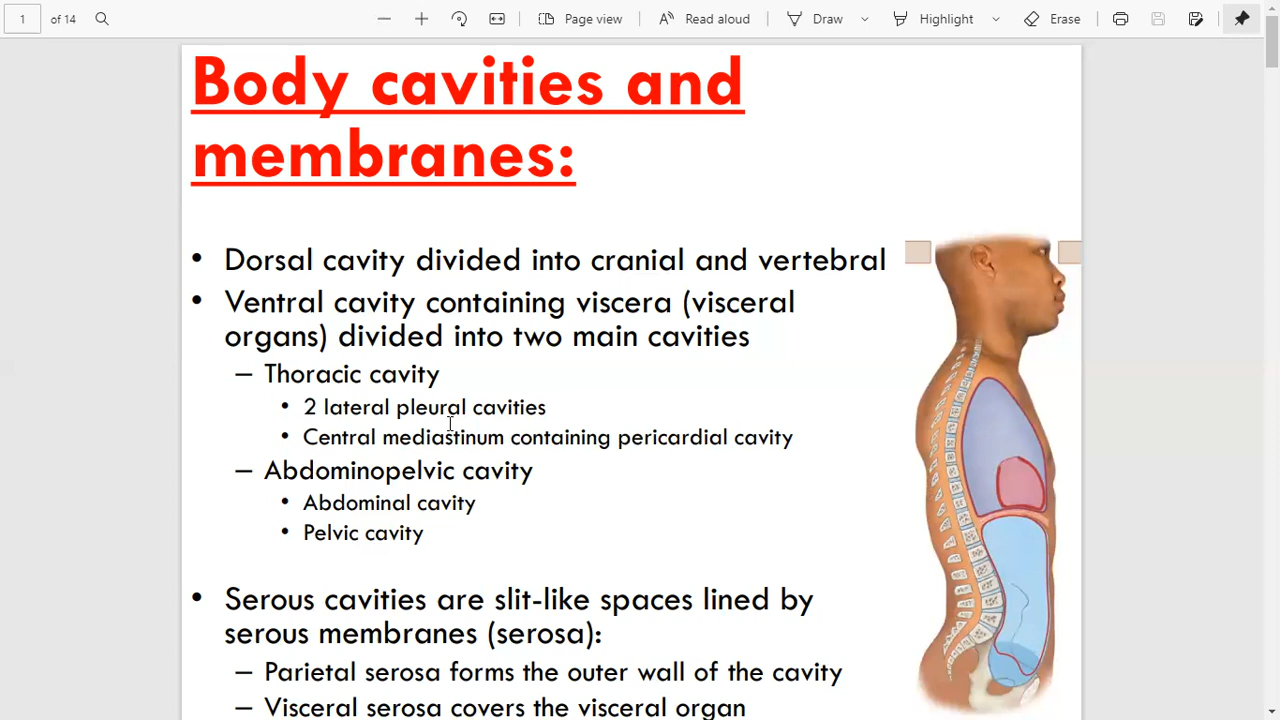 1 of 14 Page view Read aloud Draw Highlight Erase
Body cavities and
membranes:
• Dorsal cavity divided into cranial and vertebral
• Ventral cavity containing viscera (visceral
organs) divided into two main cavities
– Thoracic cavity
• 2 lateral pleural cavities
• Central mediastinum containing pericardial cavity
– Abdominopelvic cavity
• Abdominal cavity
• Pelvic cavity
• Serous cavities are slit-like spaces lined by
serous membranes (serosa):
– Parietal serosa forms the outer wall of the cavity
– Visceral serosa covers the visceral organ